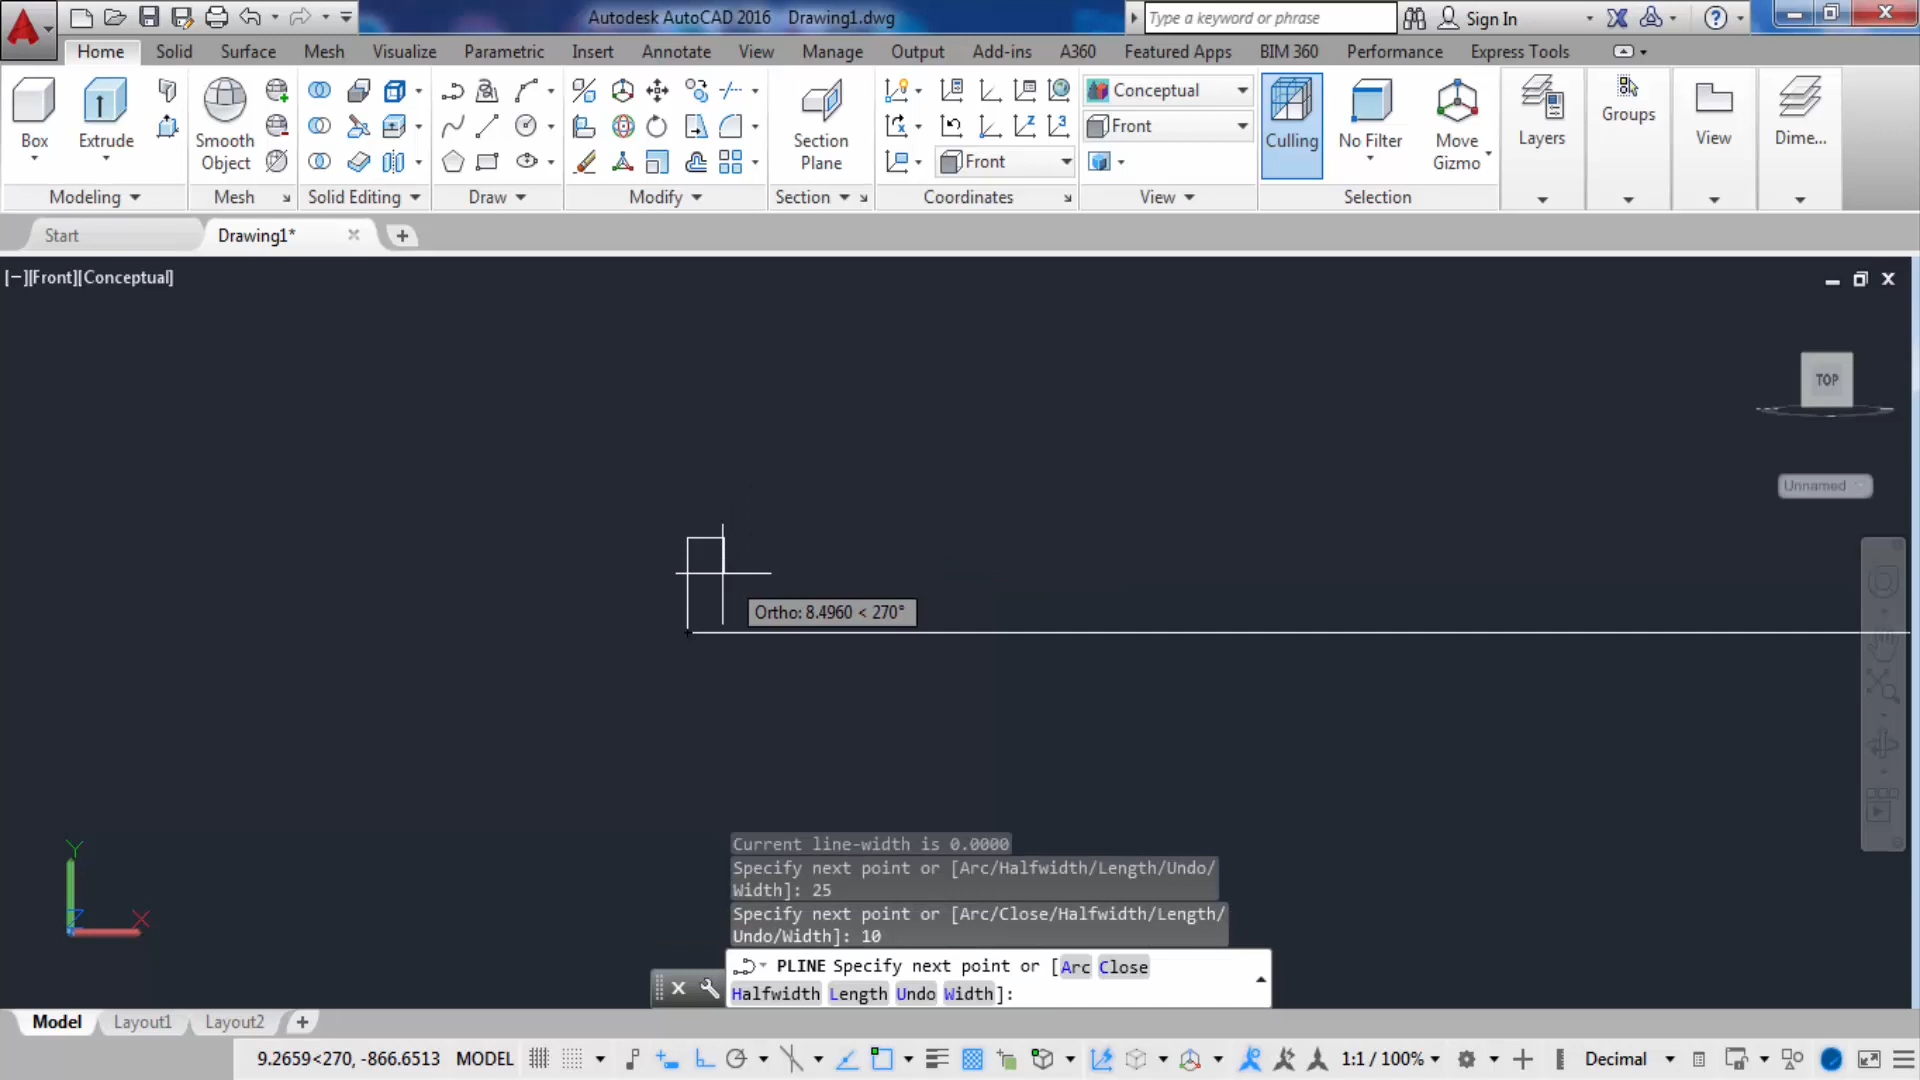 Autodesk AutoCAD 2016 Drawing1.dwg
Type a keyword or phrase
Sign In
Home Solid Surface Mesh Visualize Parametric Insert Annotate View Manage Output Add-ins A360 Featured Apps BIM 360 Performance Express Tools
Box
Extrude
Smooth
Object
Section
Plane
Front
Conceptual
Front
Culling
No Filter
Move
Gizmo
Layers
Groups
View
Dime...
Modeling
Mesh
Solid Editing
Draw
Modify
Section
Coordinates
View
Selection
Start
Drawing1*
[−][Front][Conceptual]
TOP
Unnamed
Ortho: 8.4960 < 270°
Y
Z
X
Current line-width is 0.0000
Specify next point or [Arc/Halfwidth/Length/Undo/
Width]: 25
Specify next point or [Arc/Close/Halfwidth/Length/
Undo/Width]: 10
PLINE Specify next point or [Arc Close
Halfwidth Length Undo Width]:
Model Layout1 Layout2
9.2659<270, -866.6513 MODEL
1:1 / 100%
Decimal